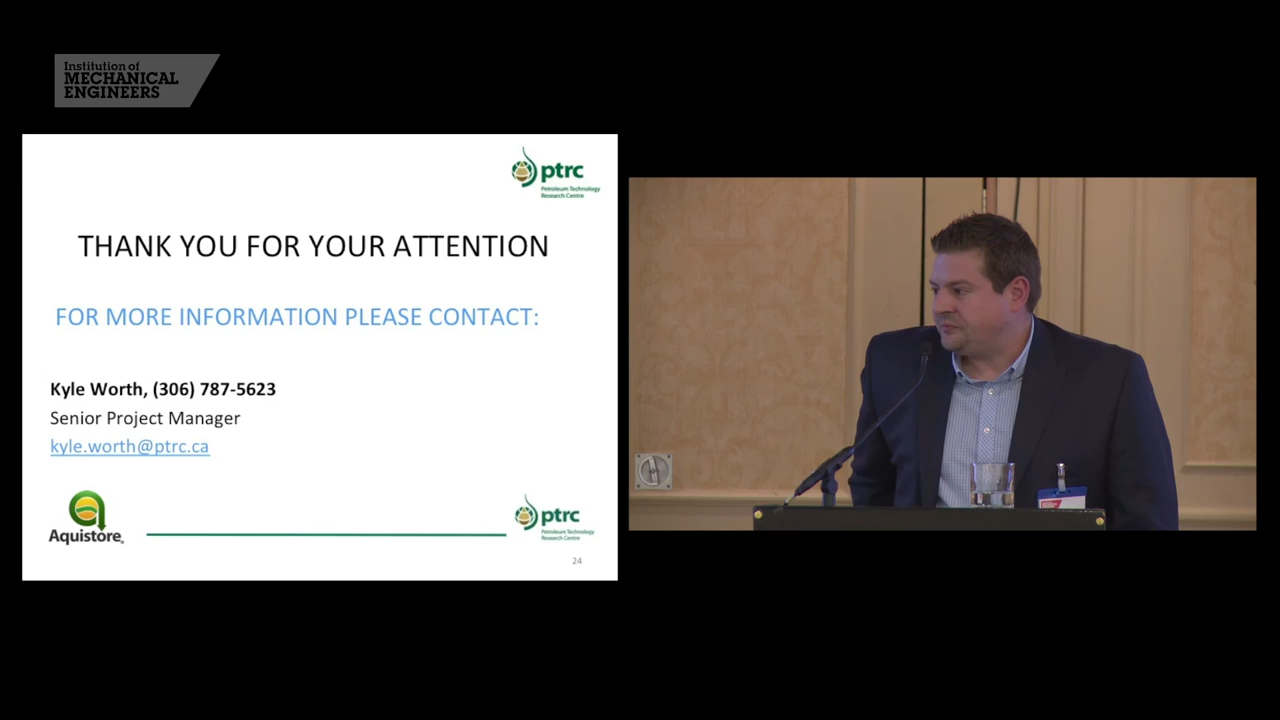 Institution of
MECHANICAL
ENGINEERS
ptrc
Petroleum Technology
Research Centre
THANK YOU FOR YOUR ATTENTION
FOR MORE INFORMATION PLEASE CONTACT:
Kyle Worth, (306) 787-5623
Senior Project Manager
kyle.worth@ptrc.ca
Aquistore
ptrc
Petroleum Technology
Research Centre
24